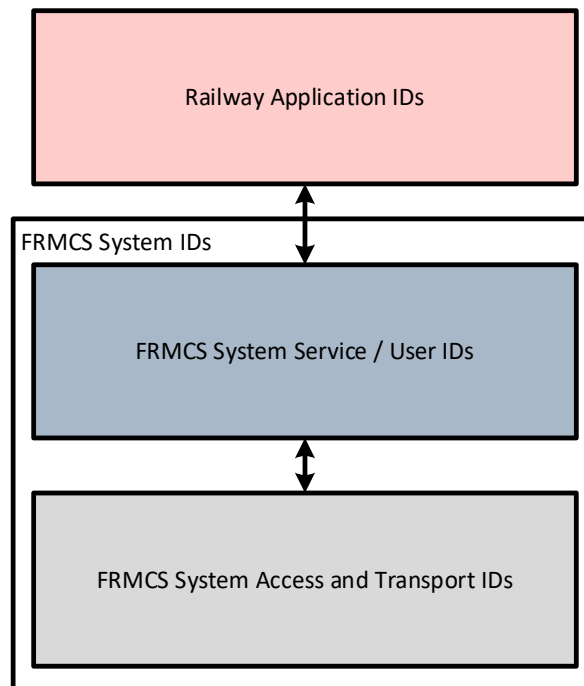 Railway Application IDs
FRMCS System IDs
FRMCS System Service / User IDs
FRMCS System Access and Transport IDs